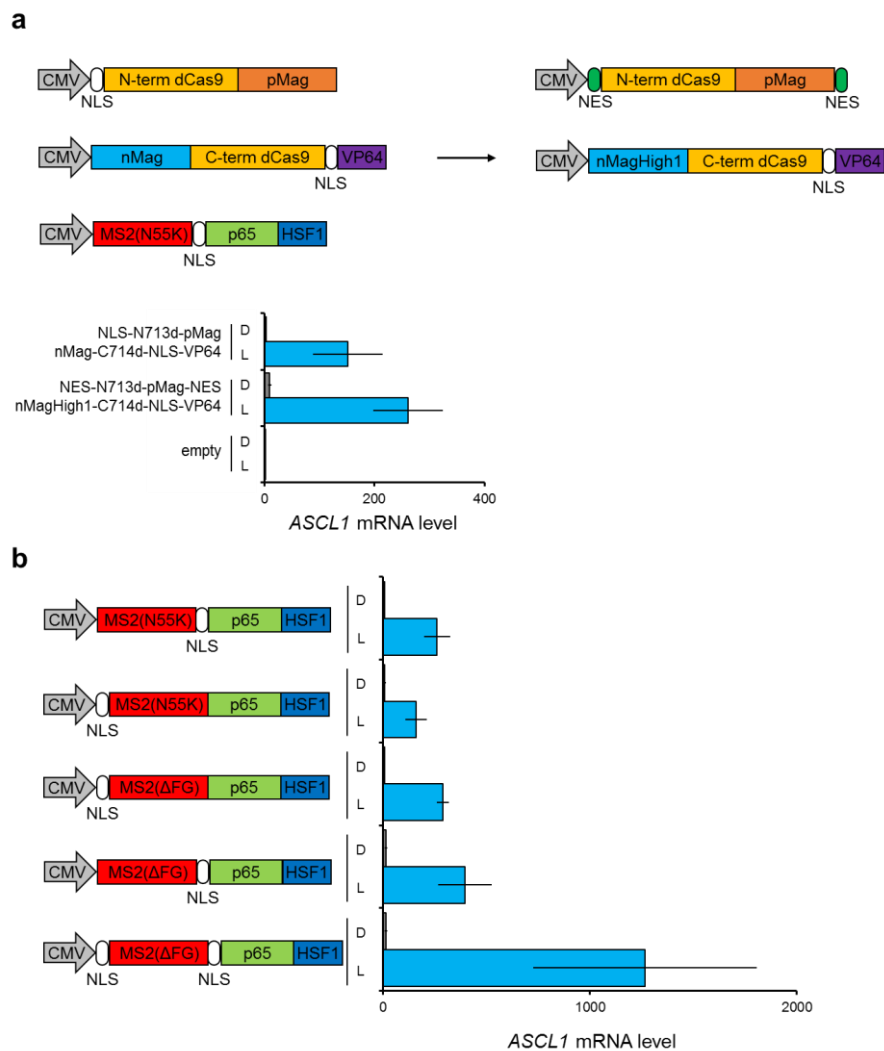 a
CMV N-term dCas9 pMag
NLS
CMV N-term dCas9 pMag
NES NES
CMV nMag C-term dCas9 VP64
NLS
CMV nMagHigh1 C-term dCas9 VP64
NLS
CMV MS2(N55K) p65 HSF1
NLS
NLS-N713d-pMag
nMag-C714d-NLS-VP64
D
L
NES-N713d-pMag-NES
nMagHigh1-C714d-NLS-VP64
D
L
empty
D
L
0 200 400
ASCL1 mRNA level
b
CMV MS2(N55K) p65 HSF1
NLS
D
L
CMV MS2(N55K) p65 HSF1
NLS
D
L
CMV MS2(ΔFG) p65 HSF1
NLS
D
L
CMV MS2(ΔFG) p65 HSF1
NLS
D
L
CMV MS2(ΔFG) p65 HSF1
NLS NLS
D
L
0 1000 2000
ASCL1 mRNA level